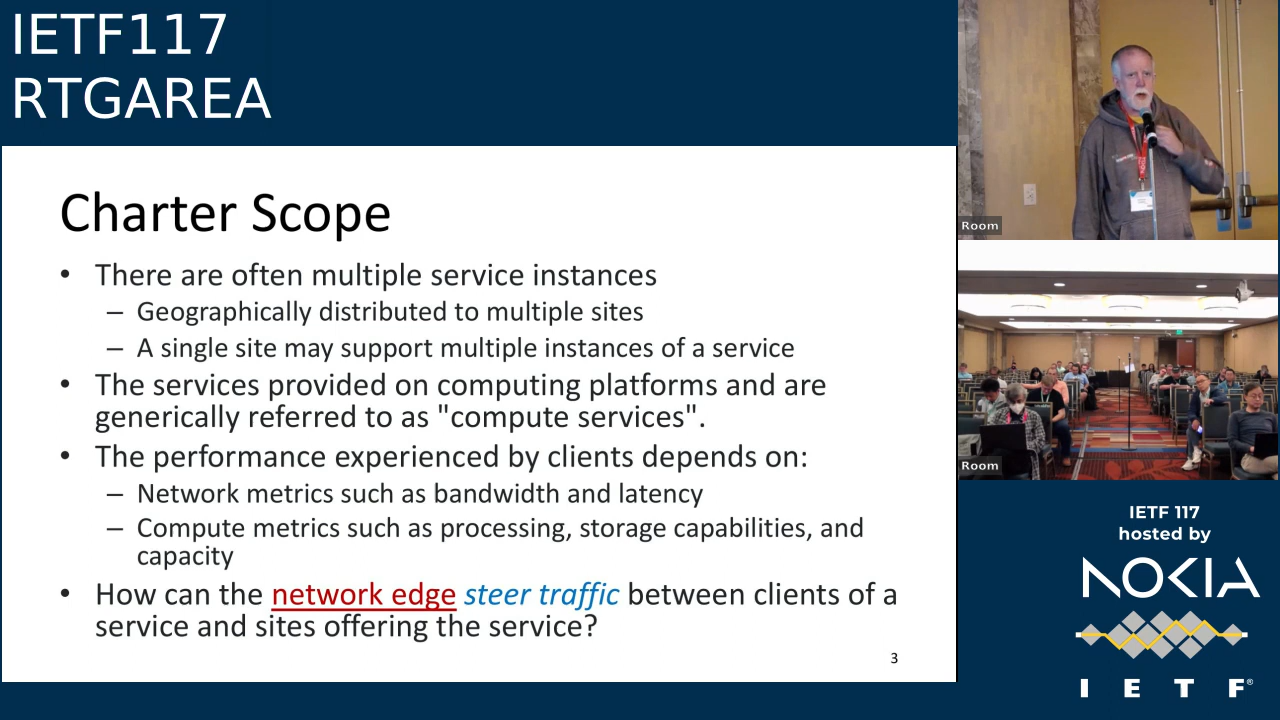 IETF117
RTGAREA
Charter Scope
• There are often multiple service instances
– Geographically distributed to multiple sites
– A single site may support multiple instances of a service
• The services provided on computing platforms and are
generically referred to as "compute services".
• The performance experienced by clients depends on:
– Network metrics such as bandwidth and latency
– Compute metrics such as processing, storage capabilities, and
capacity
• How can the network edge steer traffic between clients of a
service and sites offering the service?
3
Room
Room
IETF 117
hosted by
NOKIA
I E T F®